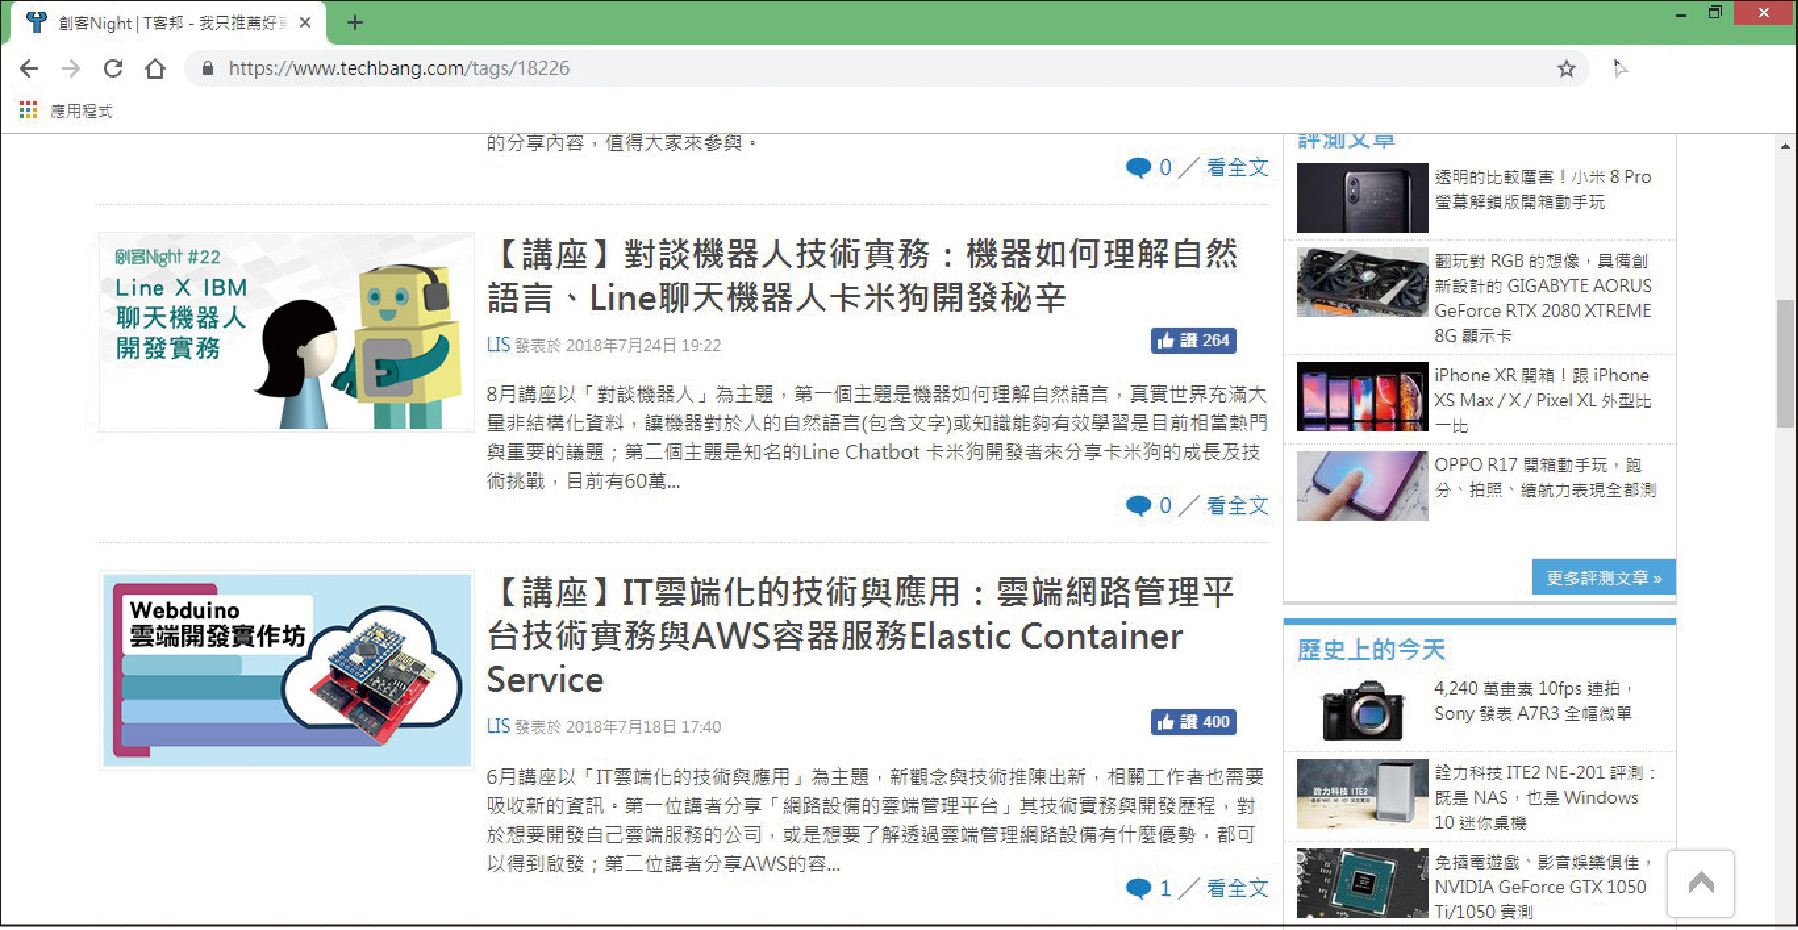 創客Night | T客邦 - 我只推薦好
https://www.techbang.com/tags/18226
應用程式
的分享內容，值得大家來參與。
0 ／ 看全文
創客Night #22
Line X IBM
聊天機器人
開發實務
【講座】對談機器人技術實務：機器如何理解自然
語言、Line聊天機器人卡米狗開發秘辛
LIS 發表於 2018年7月24日 19:22
讚 264
8月講座以「對談機器人」為主題，第一個主題是機器如何理解自然語言，真實世界充滿大
量非結構化資料，讓機器對於人的自然語言(包含文字)或知識能夠有效學習是目前相當熱門
與重要的議題；第二個主題是知名的Line Chatbot 卡米狗開發者來分享卡米狗的成長及技
術挑戰，目前有60萬...
0 ／ 看全文
Webduino
雲端開發實作坊
【講座】IT雲端化的技術與應用：雲端網路管理平
台技術實務與AWS容器服務Elastic Container
Service
LIS 發表於 2018年7月18日 17:40
讚 400
6月講座以「IT雲端化的技術與應用」為主題，新觀念與技術推陳出新，相關工作者也需要
吸收新的資訊。第一位講者分享「網路設備的雲端管理平台」其技術實務與開發歷程，對
於想要開發自己雲端服務的公司，或是想要了解透過雲端管理網路設備有什麼優勢，都可
以得到啟發；第二位講者分享AWS的容...
1 ／ 看全文
評測文章
透明的比較厲害！小米 8 Pro
螢幕解鎖版開箱動手玩
翻玩對 RGB 的想像，具備創
新設計的 GIGABYTE AORUS
GeForce RTX 2080 XTREME
8G 顯示卡
iPhone XR 開箱！跟 iPhone
XS Max / X / Pixel XL 外型比
一比
OPPO R17 開箱動手玩，跑
分、拍照、續航力表現全都測
更多評測文章 »
歷史上的今天
4,240 萬畫素 10fps 連拍，
Sony 發表 A7R3 全幅微單
詮力科技 ITE2
詮力科技 ITE2 NE-201 評測：
既是 NAS，也是 Windows
10 迷你桌機
免插電遊戲、影音娛樂俱佳，
NVIDIA GeForce GTX 1050
Ti/1050 實測